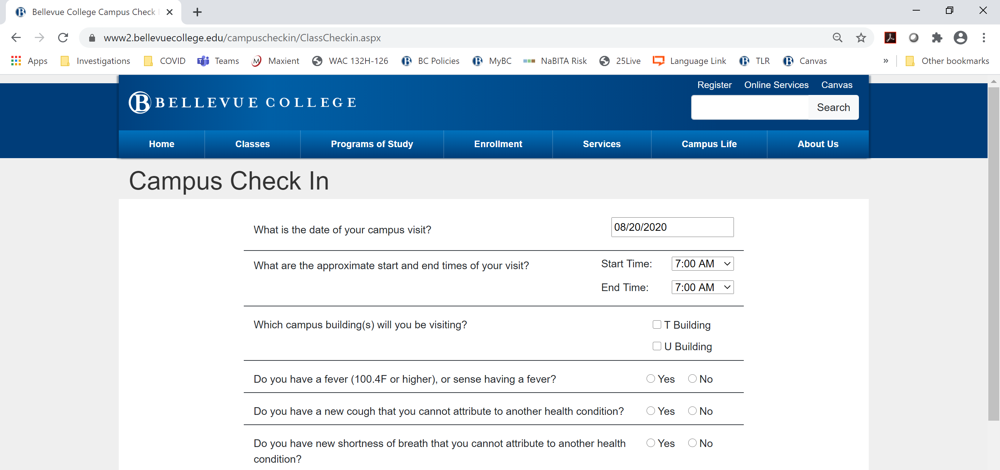 Bellevue College Campus Check
www2.bellevuecollege.edu/campuscheckin/ClassCheckin.aspx
Apps Investigations COVID Teams Maxient WAC 132H-126 BC Policies MyBC NaBITA Risk 25Live Language Link TLR Canvas » Other bookmarks
Register Online Services Canvas
B BELLEVUE COLLEGE
Search
Home Classes Programs of Study Enrollment Services Campus Life About Us
Campus Check In
What is the date of your campus visit? 08/20/2020
What are the approximate start and end times of your visit? Start Time: 7:00 AM
End Time: 7:00 AM
Which campus building(s) will you be visiting? T Building
U Building
Do you have a fever (100.4F or higher), or sense having a fever? Yes No
Do you have a new cough that you cannot attribute to another health condition? Yes No
Do you have new shortness of breath that you cannot attribute to another health Yes No
condition?